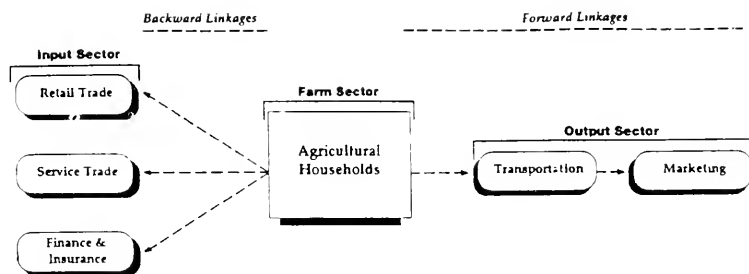 Backward Linkages
Forward Linkages
Input Sector
Retail Trade
Service Trade
Finance &
Insurance
Farm Sector
Agricultural
Households
Output Sector
Transportation
Marketing